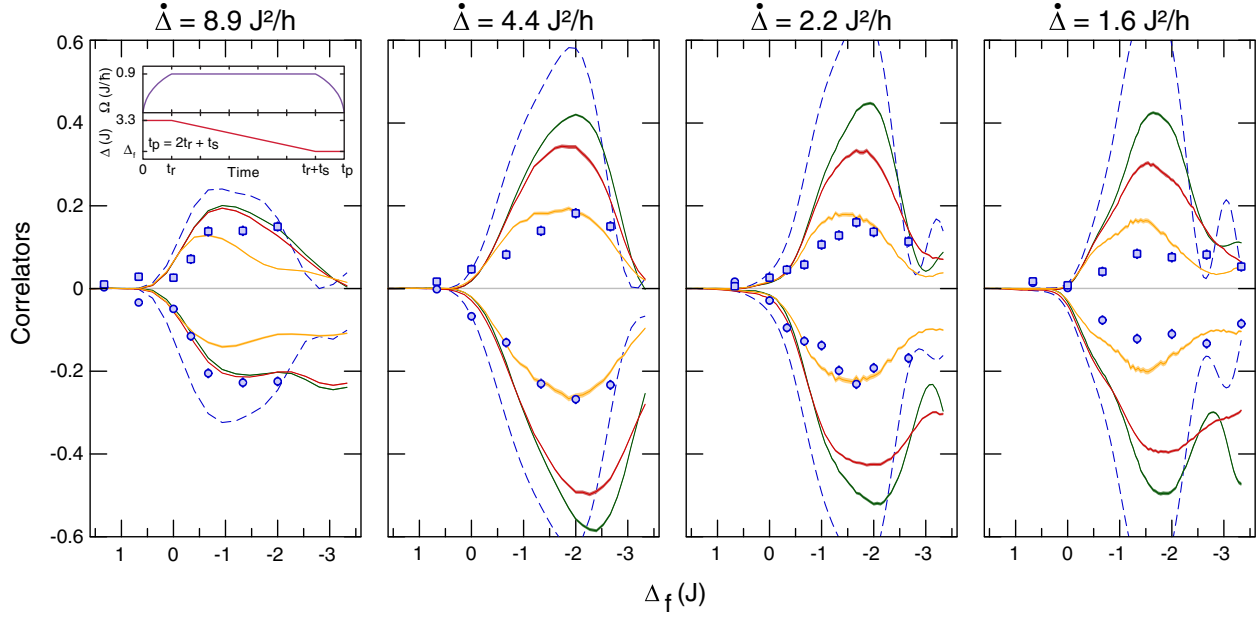 Δ̇ = 8.9 J²/h
Δ̇ = 4.4 J²/h
Δ̇ = 2.2 J²/h
Δ̇ = 1.6 J²/h
0.6
0.4
0.2
0
-0.2
-0.4
-0.6
Correlators
Ω (J/ħ)
0.9
Δ (J)
3.3
Δf
tp = 2tr + ts
0 tr Time tr+ts tp
1 0 -1 -2 -3
1 0 -1 -2 -3
1 0 -1 -2 -3
1 0 -1 -2 -3
Δf (J)